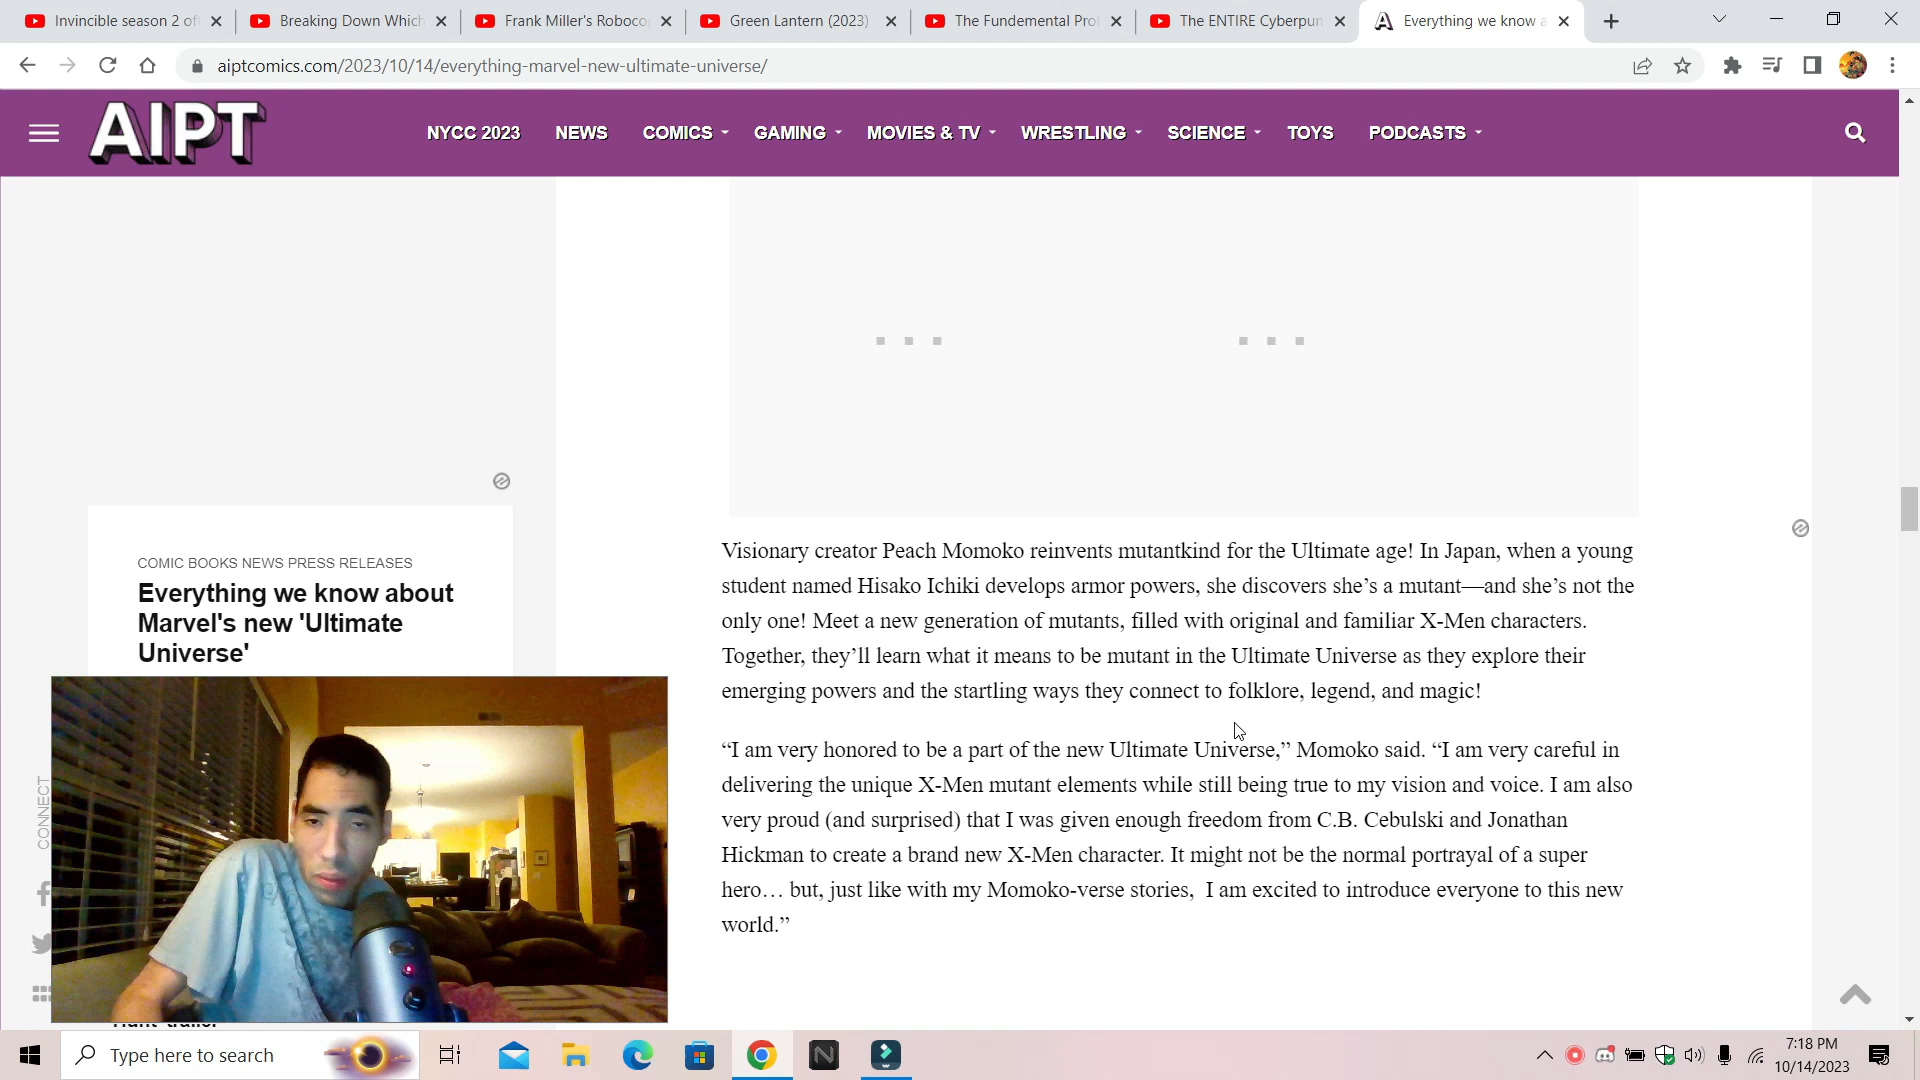 Invincible season 2 of
Breaking Down Which
Frank Miller's Roboco
Green Lantern (2023)
The Fundemental Pro
The ENTIRE Cyberpun
Everything we know a
aiptcomics.com/2023/10/14/everything-marvel-new-ultimate-universe/
AIPT
NYCC 2023
NEWS
COMICS
GAMING
MOVIES & TV
WRESTLING
SCIENCE
TOYS
PODCASTS
COMIC BOOKS NEWS PRESS RELEASES
Everything we know about
Marvel's new 'Ultimate
Universe'
CONNECT
Visionary creator Peach Momoko reinvents mutantkind for the Ultimate age! In Japan, when a young
student named Hisako Ichiki develops armor powers, she discovers she's a mutant—and she's not the
only one! Meet a new generation of mutants, filled with original and familiar X-Men characters.
Together, they'll learn what it means to be mutant in the Ultimate Universe as they explore their
emerging powers and the startling ways they connect to folklore, legend, and magic!
“I am very honored to be a part of the new Ultimate Universe,” Momoko said. “I am very careful in
delivering the unique X-Men mutant elements while still being true to my vision and voice. I am also
very proud (and surprised) that I was given enough freedom from C.B. Cebulski and Jonathan
Hickman to create a brand new X-Men character. It might not be the normal portrayal of a super
hero… but, just like with my Momoko-verse stories, I am excited to introduce everyone to this new
world.”
Type here to search
7:18 PM
10/14/2023